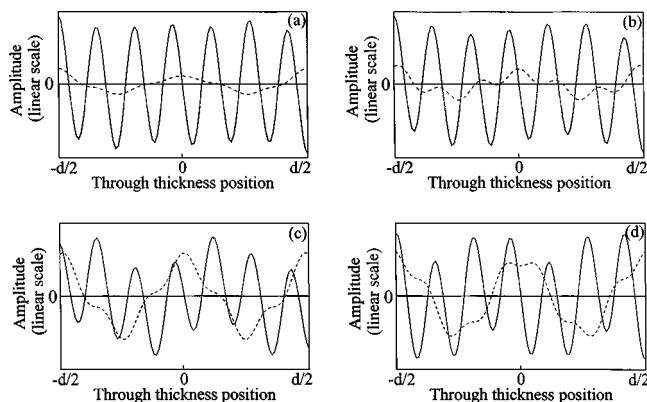 (a)
Amplitude
(linear scale)
0
-d/2 0 d/2
Through thickness position
(b)
Amplitude
(linear scale)
0
-d/2 0 d/2
Through thickness position
(c)
Amplitude
(linear scale)
0
-d/2 0 d/2
Through thickness position
(d)
Amplitude
(linear scale)
0
-d/2 0 d/2
Through thickness position